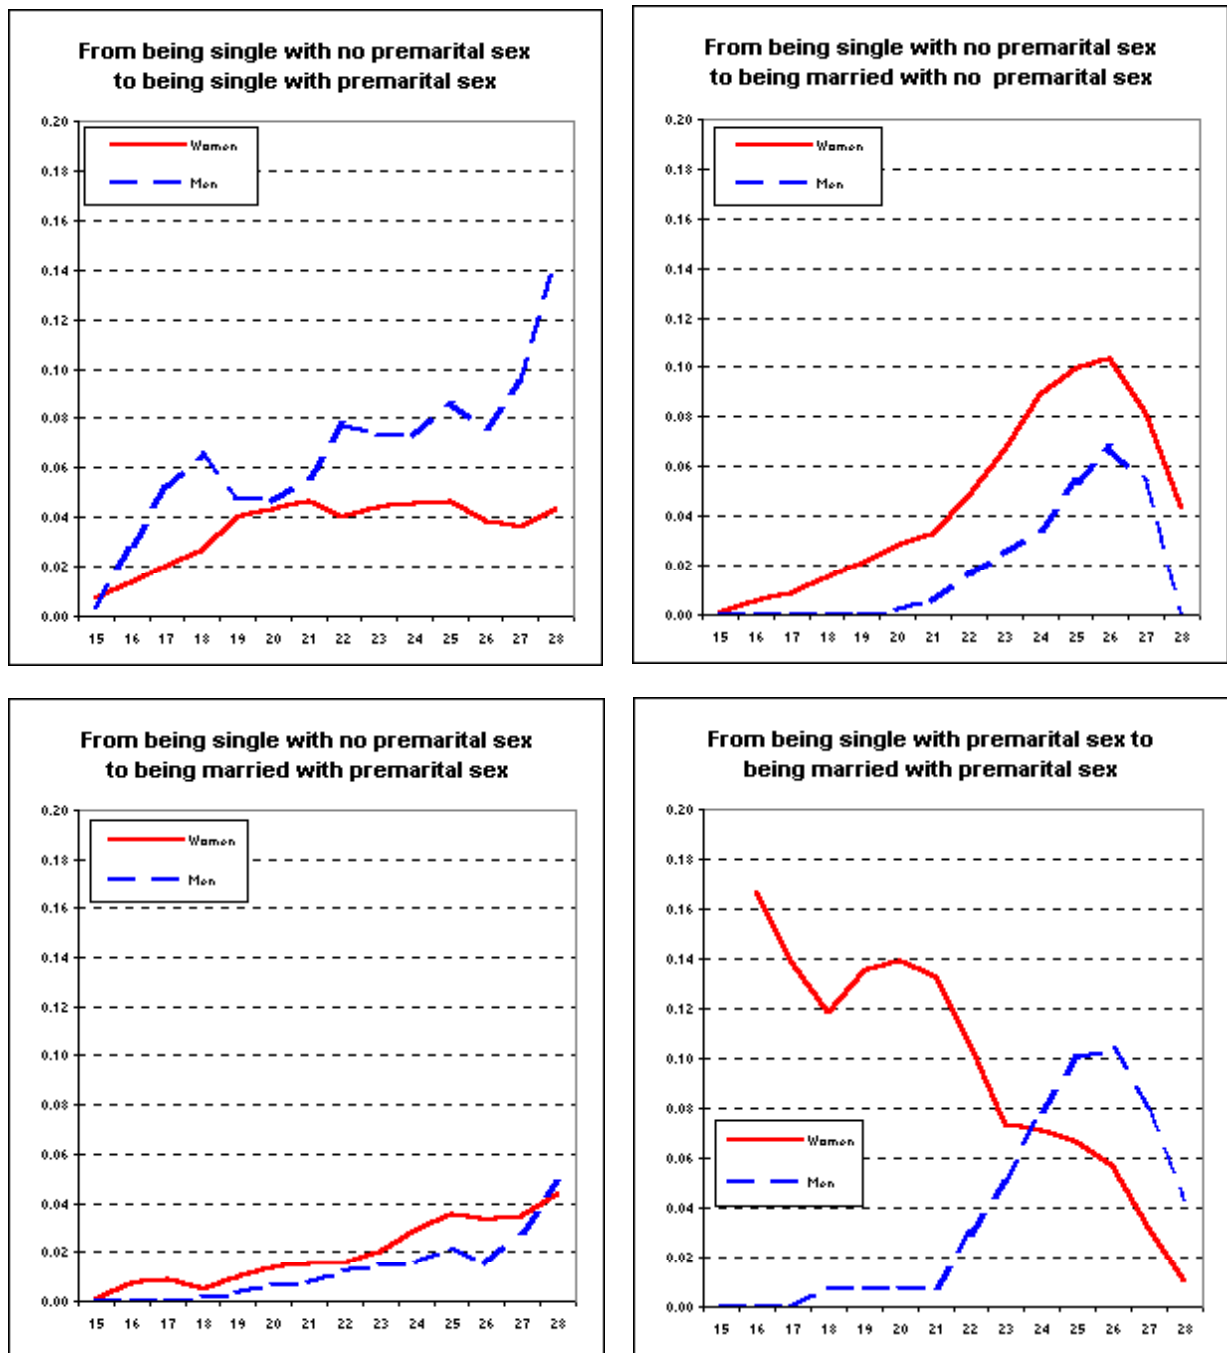 From being single with no premarital sex
to being single with premarital sex
0.20
0.18
0.16
0.14
0.12
0.10
0.08
0.06
0.04
0.02
0.00
Women
Men
15 16 17 18 19 20 21 22 23 24 25 26 27 28
From being single with no premarital sex
to being married with no premarital sex
0.20
0.18
0.16
0.14
0.12
0.10
0.08
0.06
0.04
0.02
0.00
Women
Men
15 16 17 18 19 20 21 22 23 24 25 26 27 28
From being single with no premarital sex
to being married with premarital sex
0.20
0.18
0.16
0.14
0.12
0.10
0.08
0.06
0.04
0.02
0.00
Women
Men
15 16 17 18 19 20 21 22 23 24 25 26 27 28
From being single with premarital sex to
being married with premarital sex
0.20
0.18
0.16
0.14
0.12
0.10
0.08
0.06
0.04
0.02
0.00
Women
Men
15 16 17 18 19 20 21 22 23 24 25 26 27 28